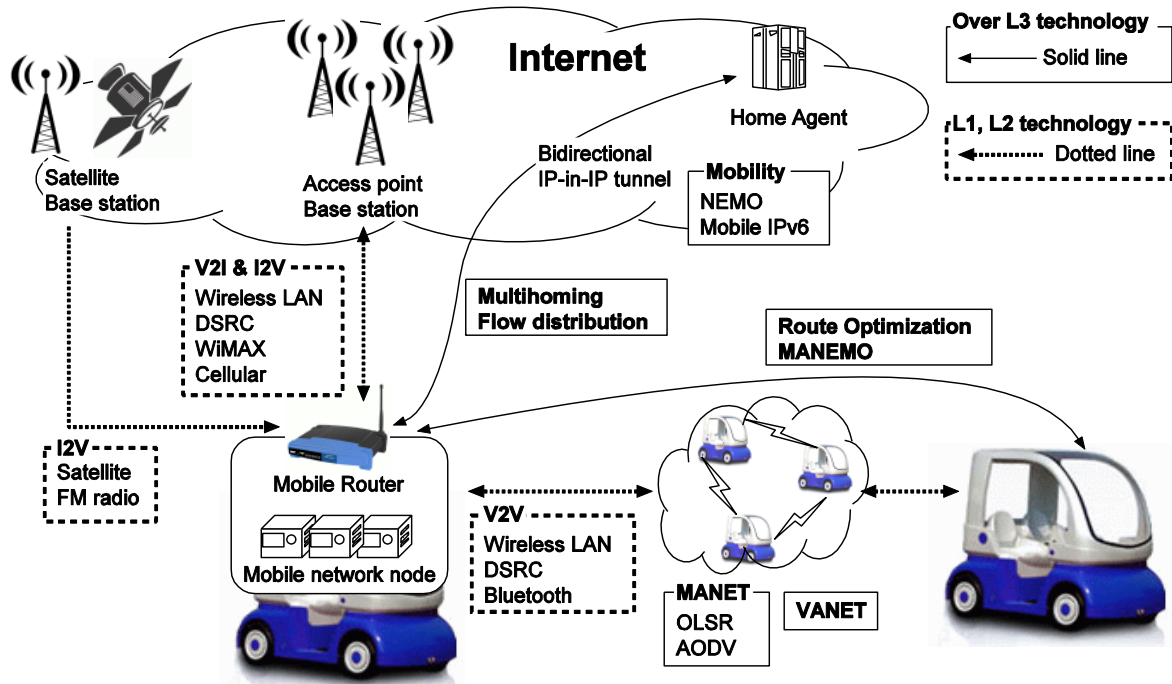 Internet
Over L3 technology
Solid line
L1, L2 technology
Dotted line
Home Agent
Satellite
Base station
Access point
Base station
Bidirectional
IP-in-IP tunnel
Mobility
NEMO
Mobile IPv6
V2I & I2V
Wireless LAN
DSRC
WiMAX
Cellular
Multihoming
Flow distribution
Route Optimization
MANEMO
I2V
Satellite
FM radio
Mobile Router
Mobile network node
V2V
Wireless LAN
DSRC
Bluetooth
MANET
OLSR
AODV
VANET